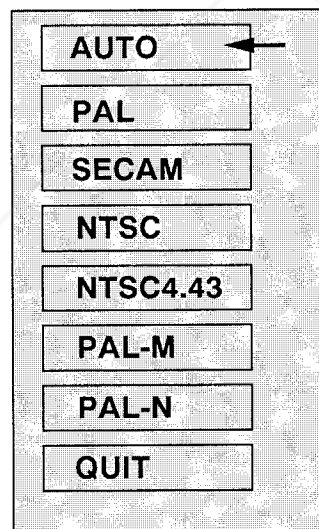 AUTO
PAL
SECAM
NTSC
NTSC4.43
PAL-M
PAL-N
QUIT